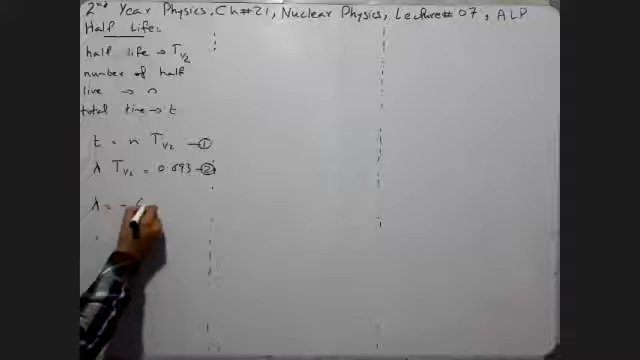 2nd Year Physics, Ch #21, Nuclear Physics, Lecture# 07, ALP
Half Life:
half life → T1/2
number of half
live → n
total time → t
t = n T1/2 —①
λ T1/2 = 0.693 —②
λ = -